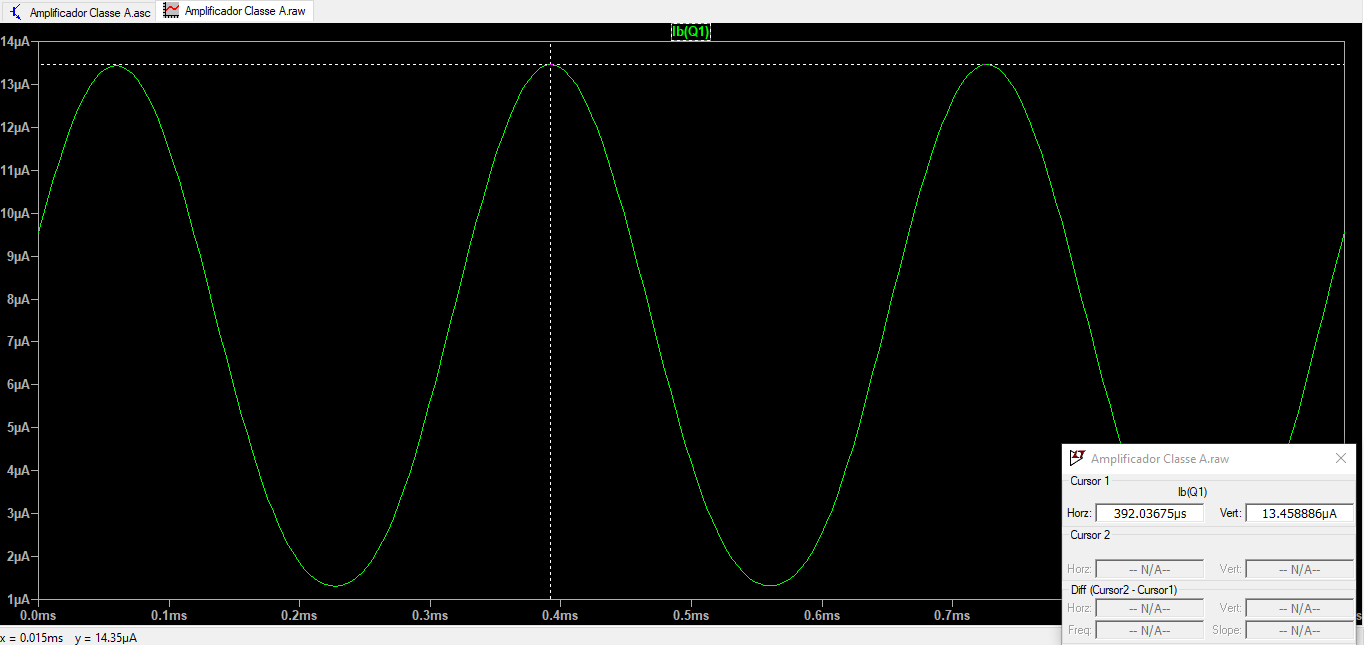 Amplificador Classe A.asc
Amplificador Classe A.raw
Ib(Q1)
14µA
13µA
12µA
11µA
10µA
9µA
8µA
7µA
6µA
5µA
4µA
3µA
2µA
1µA
0.0ms 0.1ms 0.2ms 0.3ms 0.4ms 0.5ms 0.6ms 0.7ms
Amplificador Classe A.raw
Cursor 1
Ib(Q1)
Horz: 392.03675µs Vert: 13.458886µA
Cursor 2
Horz: -- N/A-- Vert: -- N/A--
Diff (Cursor2 - Cursor1)
Horz: -- N/A-- Vert: -- N/A--
Freq: -- N/A-- Slope: -- N/A--
x = 0.015ms y = 14.35µA